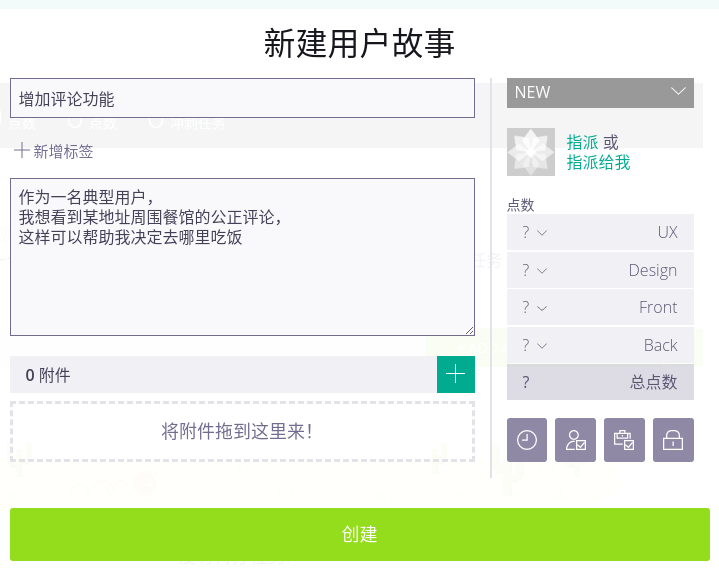 新建用户故事
增加评论功能
新增标签
作为一名典型用户，
我想看到某地址周围餐馆的公正评论，
这样可以帮助我决定去哪里吃饭
0 附件
将附件拖到这里来！
NEW
指派 或
指派给我
点数
? UX
? Design
? Front
? Back
? 总点数
创建